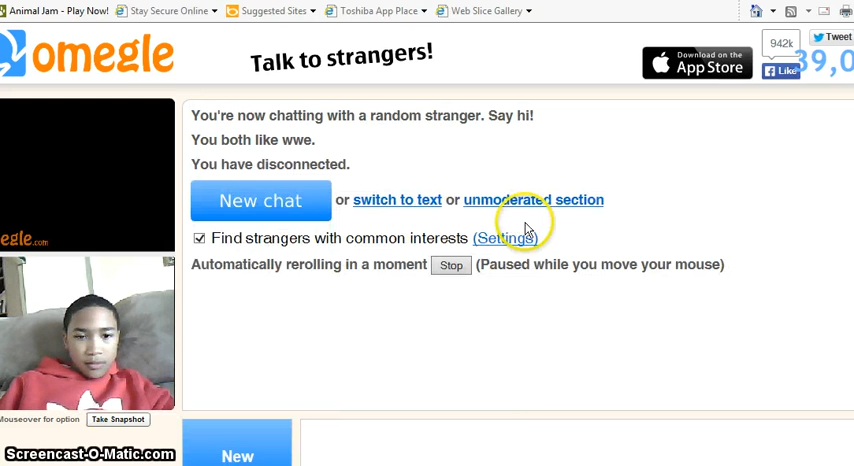 Animal Jam - Play Now! Stay Secure Online Suggested Sites Toshiba App Place Web Slice Gallery
omegle Talk to strangers! Download on the App Store 942k Like Tweet 39,0
You're now chatting with a random stranger. Say hi!
You both like wwe.
You have disconnected.
New chat or switch to text or unmoderated section
Find strangers with common interests (Settings)
Automatically rerolling in a moment Stop (Paused while you move your mouse)
egle.com
Mouseover for option Take Snapshot
New
Screencast-O-Matic.com